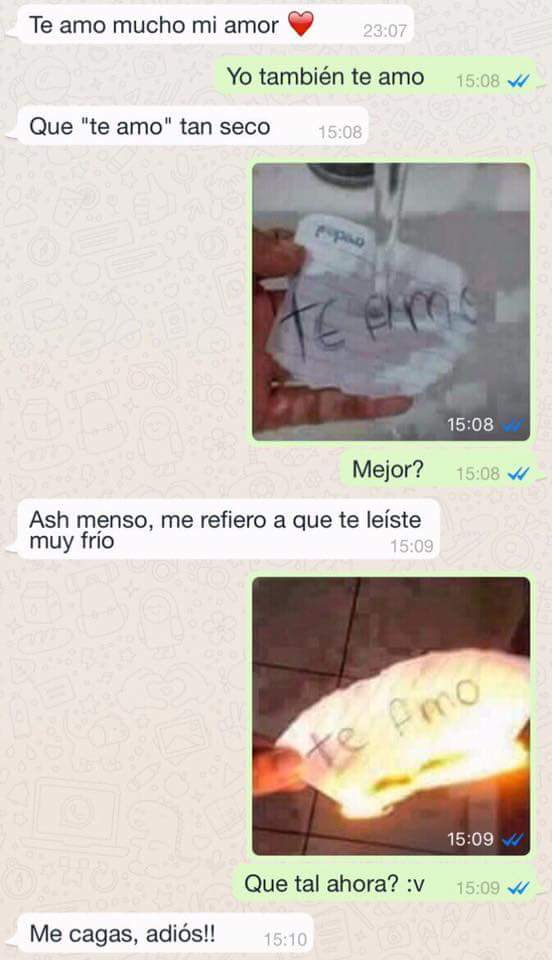 Te amo mucho mi amor ❤️
23:07
Yo también te amo
15:08
Que "te amo" tan seco
15:08
TE AMO
15:08
Mejor?
15:08
Ash menso, me refiero a que te leíste
muy frío
15:09
te Amo
15:09
Que tal ahora? :v
15:09
Me cagas, adiós!!
15:10